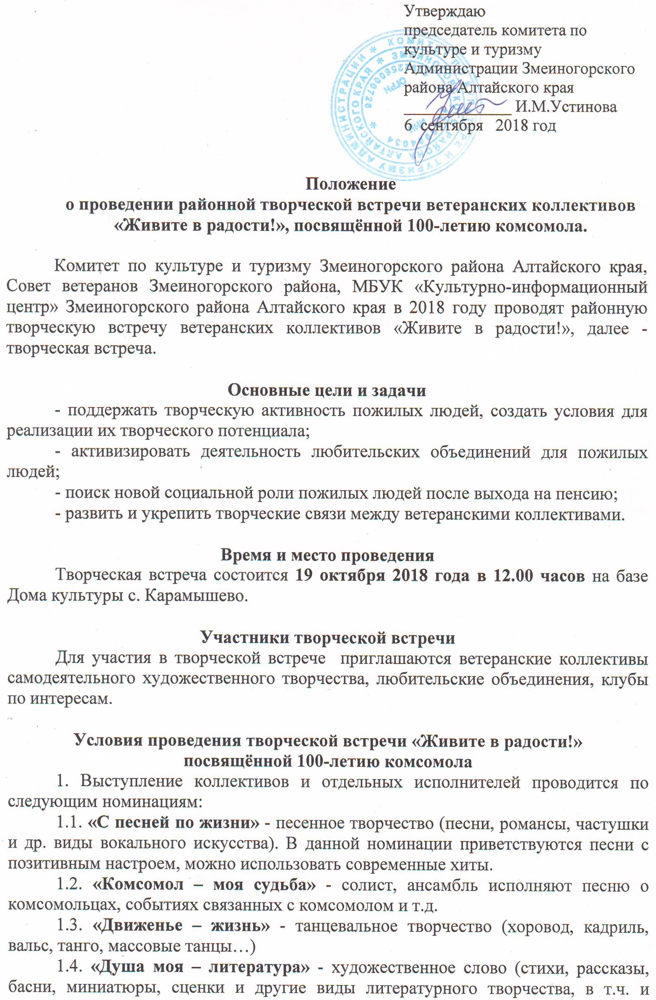 Утверждаю
председатель комитета по
культуре и туризму
Администрации Змеиногорского
района Алтайского края
_____________ И.М.Устинова
6 сентября 2018 год
Положение
о проведении районной творческой встречи ветеранских коллективов
«Живите в радости!», посвящённой 100-летию комсомола.
Комитет по культуре и туризму Змеиногорского района Алтайского края,
Совет ветеранов Змеиногорского района, МБУК «Культурно-информационный
центр» Змеиногорского района Алтайского края в 2018 году проводят районную
творческую встречу ветеранских коллективов «Живите в радости!», далее -
творческая встреча.
Основные цели и задачи
- поддержать творческую активность пожилых людей, создать условия для
реализации их творческого потенциала;
- активизировать деятельность любительских объединений для пожилых
людей;
- поиск новой социальной роли пожилых людей после выхода на пенсию;
- развить и укрепить творческие связи между ветеранскими коллективами.
Время и место проведения
Творческая встреча состоится 19 октября 2018 года в 12.00 часов на базе
Дома культуры с. Карамышево.
Участники творческой встречи
Для участия в творческой встрече приглашаются ветеранские коллективы
самодеятельного художественного творчества, любительские объединения, клубы
по интересам.
Условия проведения творческой встречи «Живите в радости!»
посвящённой 100-летию комсомола
1. Выступление коллективов и отдельных исполнителей проводится по
следующим номинациям:
1.1. «С песней по жизни» - песенное творчество (песни, романсы, частушки
и др. виды вокального искусства). В данной номинации приветствуются песни с
позитивным настроем, можно использовать современные хиты.
1.2. «Комсомол – моя судьба» - солист, ансамбль исполняют песню о
комсомольцах, событиях связанных с комсомолом и т.д.
1.3. «Движенье – жизнь» - танцевальное творчество (хоровод, кадриль,
вальс, танго, массовые танцы…)
1.4. «Душа моя – литература» - художественное слово (стихи, рассказы,
басни, миниатюры, сценки и другие виды литературного творчества, в т.ч. и